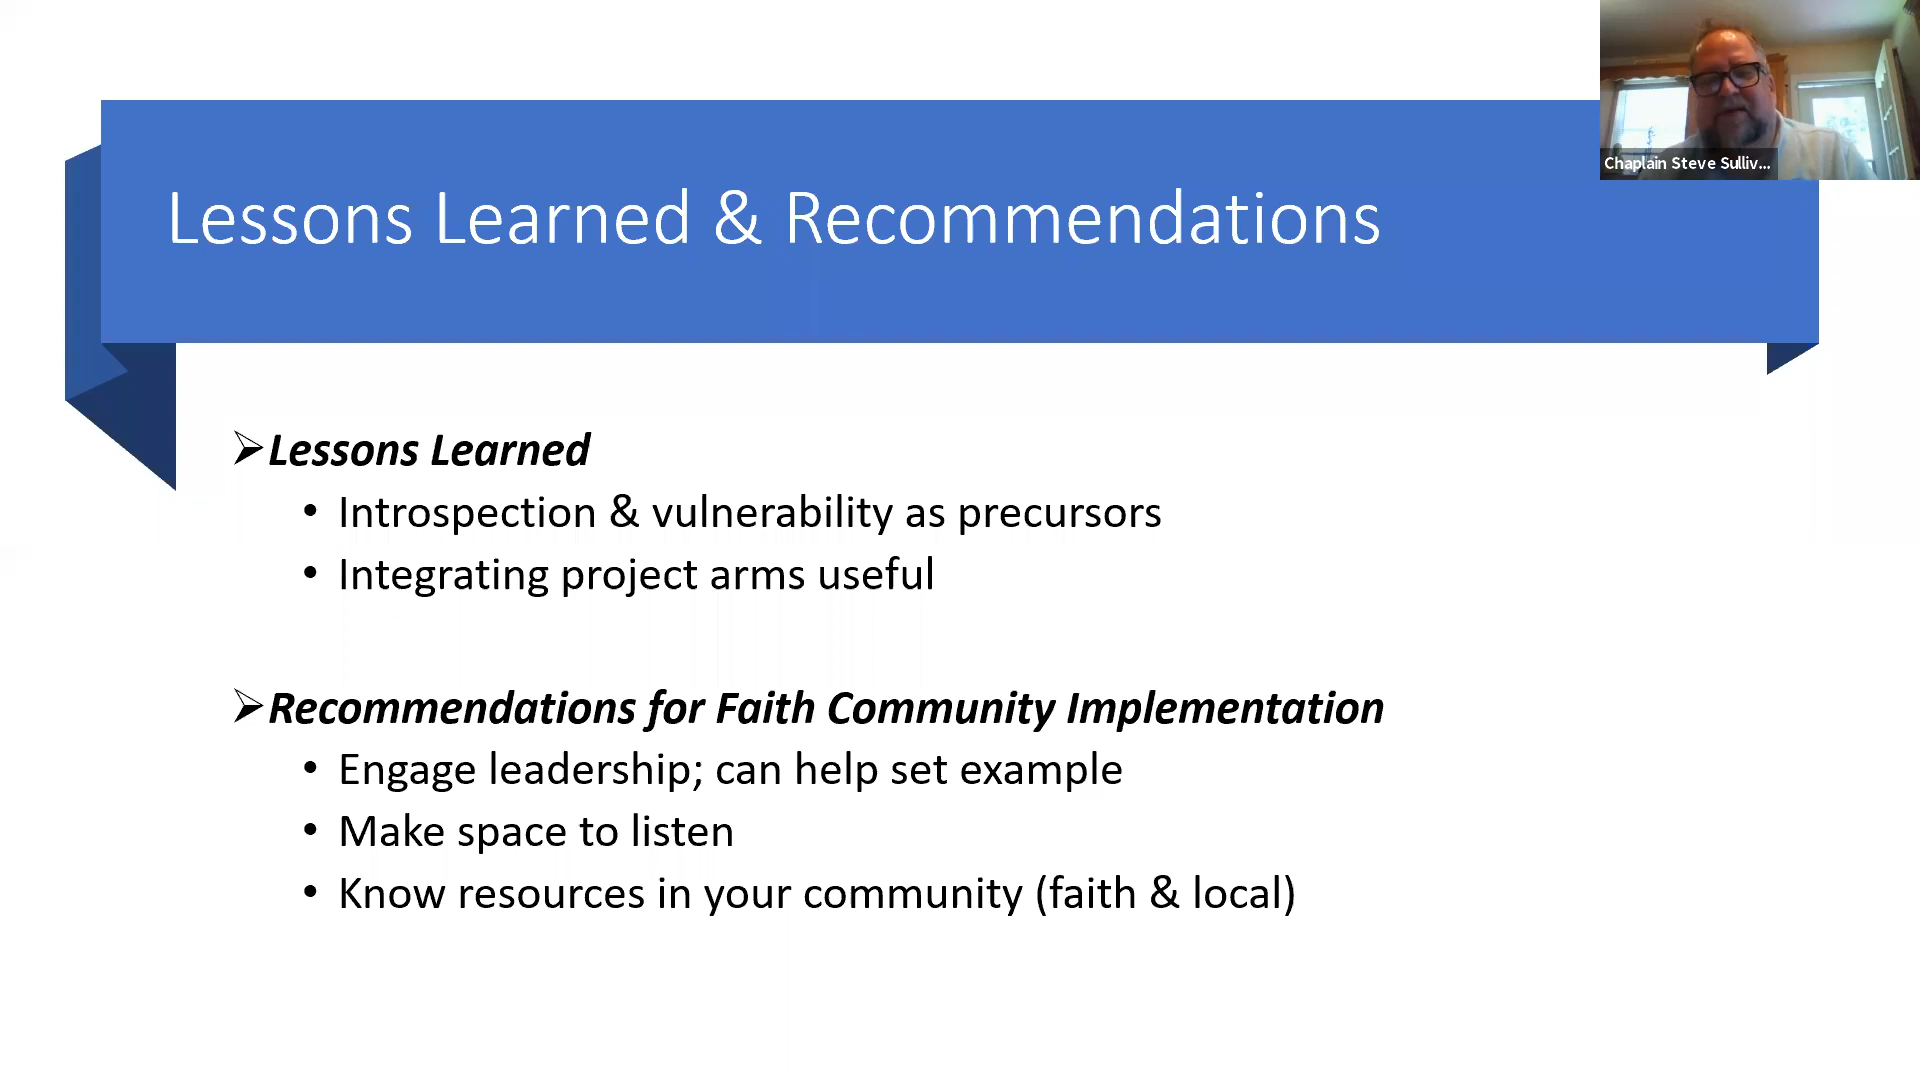 Chaplain Steve Sulliv...
Lessons Learned & Recommendations
Lessons Learned
• Introspection & vulnerability as precursors
• Integrating project arms useful
Recommendations for Faith Community Implementation
• Engage leadership; can help set example
• Make space to listen
• Know resources in your community (faith & local)